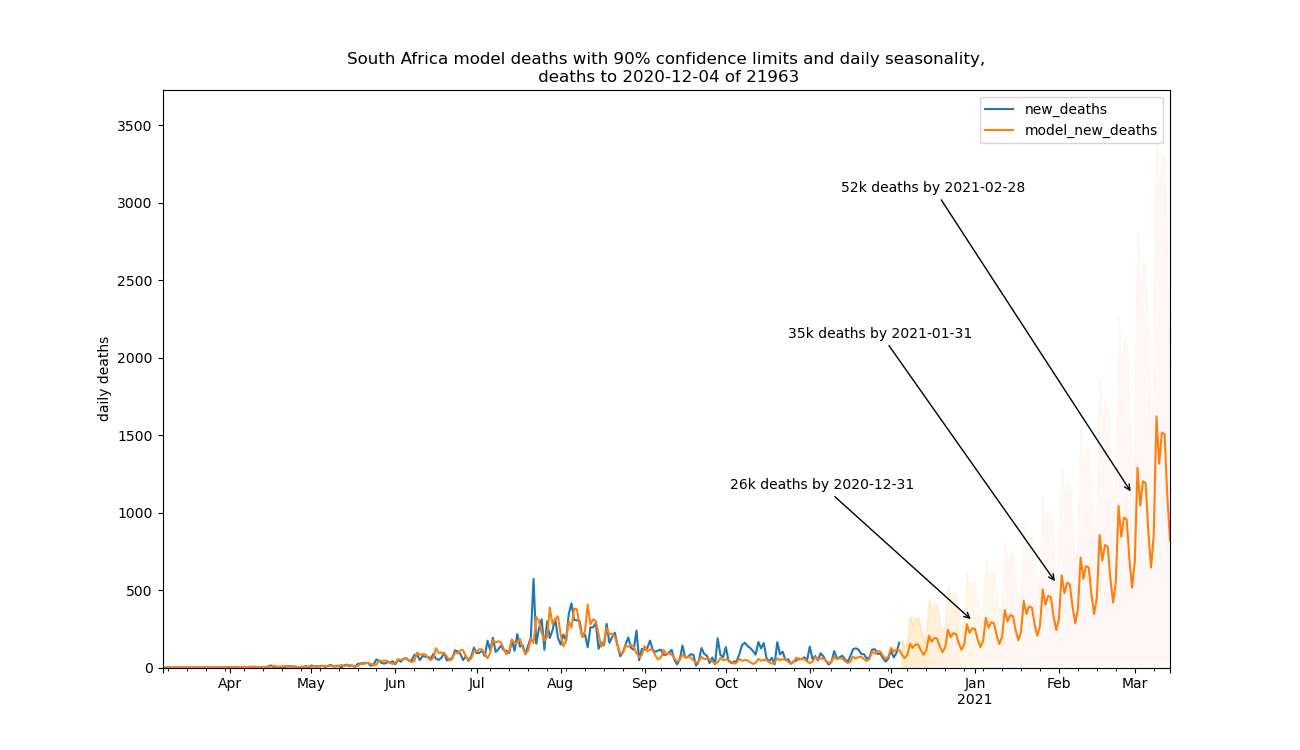 South Africa model deaths with 90% confidence limits and daily seasonality,
deaths to 2020-12-04 of 21963
new_deaths
model_new_deaths
3500
3000
2500
2000
1500
1000
500
0
daily deaths
52k deaths by 2021-02-28
35k deaths by 2021-01-31
26k deaths by 2020-12-31
Apr May Jun Jul Aug Sep Oct Nov Dec Jan Feb Mar
2021